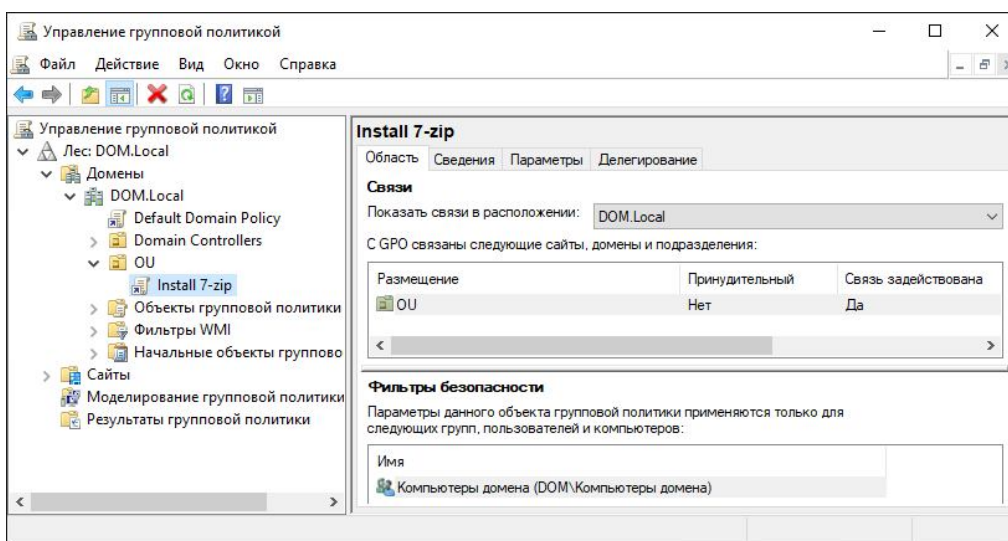 Управление групповой политикой
Файл Действие Вид Окно Справка
Управление групповой политикой
Лес: DOM.Local
Домены
DOM.Local
Default Domain Policy
Domain Controllers
OU
Install 7-zip
Объекты групповой политики
Фильтры WMI
Начальные объекты группово
Сайты
Моделирование групповой политики
Результаты групповой политики
Install 7-zip
Область Сведения Параметры Делегирование
Связи
Показать связи в расположении: DOM.Local
С GPO связаны следующие сайты, домены и подразделения:
Размещение Принудительный Связь задействована
OU Нет Да
Фильтры безопасности
Параметры данного объекта групповой политики применяются только для
следующих групп, пользователей и компьютеров:
Имя
Компьютеры домена (DOM\Компьютеры домена)